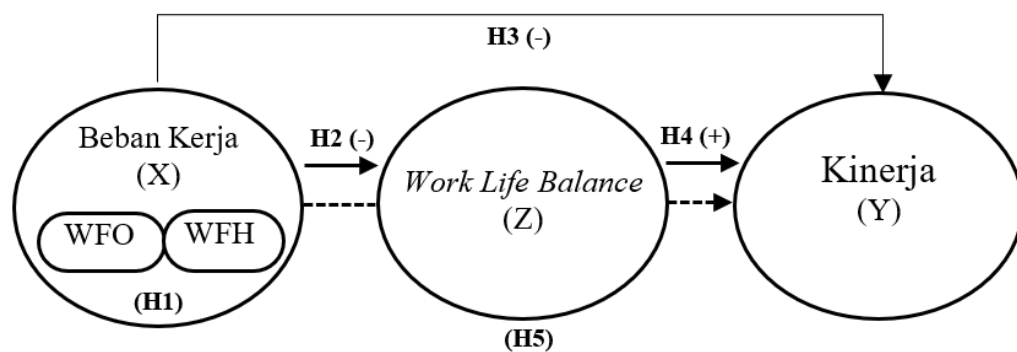 H3 (-)
Beban Kerja
(X)
WFO
WFH
(H1)
H2 (-)
Work Life Balance
(Z)
(H5)
H4 (+)
Kinerja
(Y)